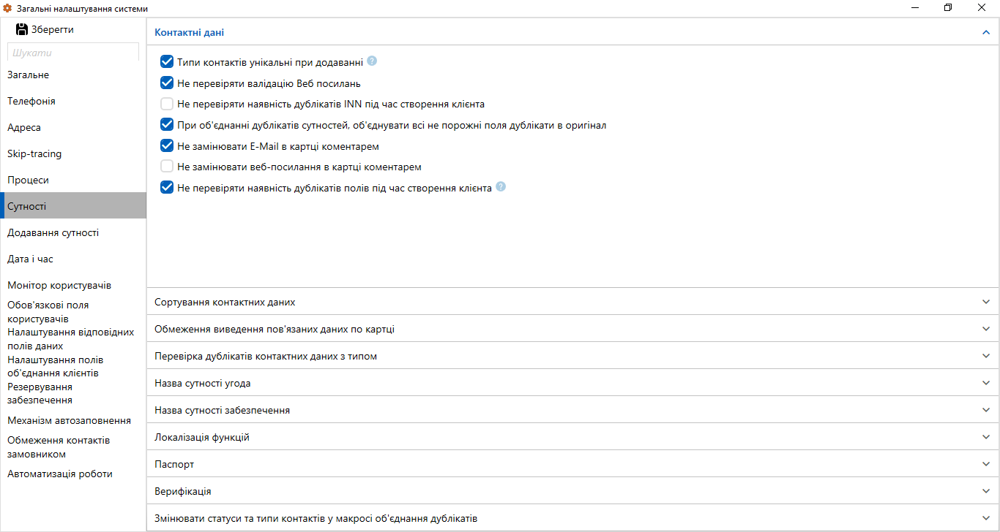 Загальні налаштування системи
Зберегти
Шукати
Загальне
Телефонія
Адреса
Skip-tracing
Процеси
Сутності
Додавання сутності
Дата і час
Монітор користувачів
Обов'язкові поля
користувачів
Налаштування відповідних
полів даних
Налаштування полів
об'єднання клієнтів
Резервування
забезпечення
Механізм автозаповнення
Обмеження контактів
замовником
Автоматизація роботи
Контактні дані
Типи контактів унікальні при додаванні ?
Не перевіряти валідацію Веб посилань
Не перевіряти наявність дублікатів INN під час створення клієнта
При об'єднанні дублікатів сутностей, об'єднувати всі не порожні поля дублікати в оригінал
Не замінювати E-Mail в картці коментарем
Не замінювати веб-посилання в картці коментарем
Не перевіряти наявність дублікатів полів під час створення клієнта ?
Сортування контактних даних
Обмеження виведення пов'язаних даних по картці
Перевірка дублікатів контактних даних з типом
Назва сутності угода
Назва сутності забезпечення
Локалізація функцій
Паспорт
Верифікація
Змінювати статуси та типи контактів у макросі об'єднання дублікатів